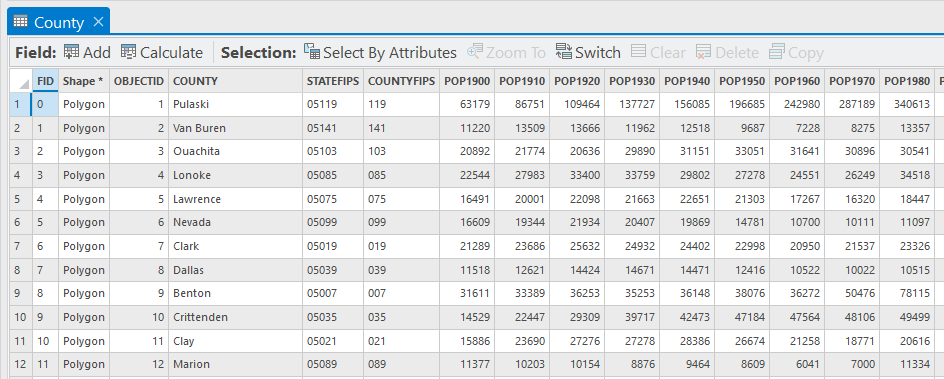 County ×
Field: Add Calculate Selection: Select By Attributes Zoom To Switch Clear Delete Copy
FID Shape * OBJECTID COUNTY STATEFIPS COUNTYFIPS POP1900 POP1910 POP1920 POP1930 POP1940 POP1950 POP1960 POP1970 POP1980 P
1 0 Polygon 1 Pulaski 05119 119 63179 86751 109464 137727 156085 196685 242980 287189 340613
2 1 Polygon 2 Van Buren 05141 141 11220 13509 13666 11962 12518 9687 7228 8275 13357
3 2 Polygon 3 Ouachita 05103 103 20892 21774 20636 29890 31151 33051 31641 30896 30541
4 3 Polygon 4 Lonoke 05085 085 22544 27983 33400 33759 29802 27278 24551 26249 34518
5 4 Polygon 5 Lawrence 05075 075 16491 20001 22098 21663 22651 21303 17267 16320 18447
6 5 Polygon 6 Nevada 05099 099 16609 19344 21934 20407 19869 14781 10700 10111 11097
7 6 Polygon 7 Clark 05019 019 21289 23686 25632 24932 24402 22998 20950 21537 23326
8 7 Polygon 8 Dallas 05039 039 11518 12621 14424 14671 14471 12416 10522 10022 10515
9 8 Polygon 9 Benton 05007 007 31611 33389 36253 35253 36148 38076 36272 50476 78115
10 9 Polygon 10 Crittenden 05035 035 14529 22447 29309 39717 42473 47184 47564 48106 49499
11 10 Polygon 11 Clay 05021 021 15886 23690 27276 27278 28386 26674 21258 18771 20616
12 11 Polygon 12 Marion 05089 089 11377 10203 10154 8876 9464 8609 6041 7000 11334